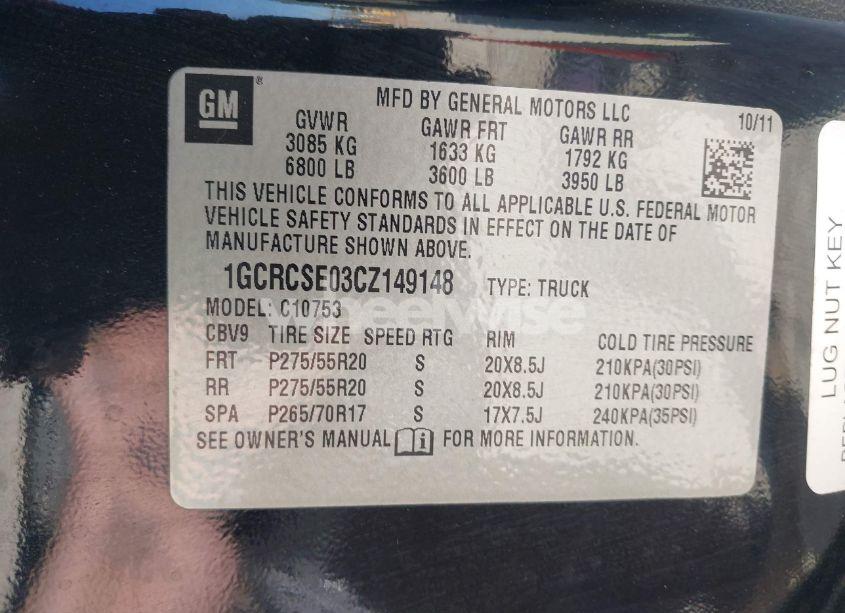 GM
®
MFD BY GENERAL MOTORS LLC
10/11
GVWR GAWR FRT GAWR RR
3085 KG 1633 KG 1792 KG
6800 LB 3600 LB 3950 LB
THIS VEHICLE CONFORMS TO ALL APPLICABLE U.S. FEDERAL MOTOR
VEHICLE SAFETY STANDARDS IN EFFECT ON THE DATE OF
MANUFACTURE SHOWN ABOVE.
1GCRCSE03CZ149148 TYPE: TRUCK
MODEL: C10753
CBV9 TIRE SIZE SPEED RTG RIM COLD TIRE PRESSURE
FRT P275/55R20 S 20X8.5J 210KPA(30PSI)
RR P275/55R20 S 20X8.5J 210KPA(30PSI)
SPA P265/70R17 S 17X7.5J 240KPA(35PSI)
SEE OWNER'S MANUAL FOR MORE INFORMATION.
LUG NUT KEY